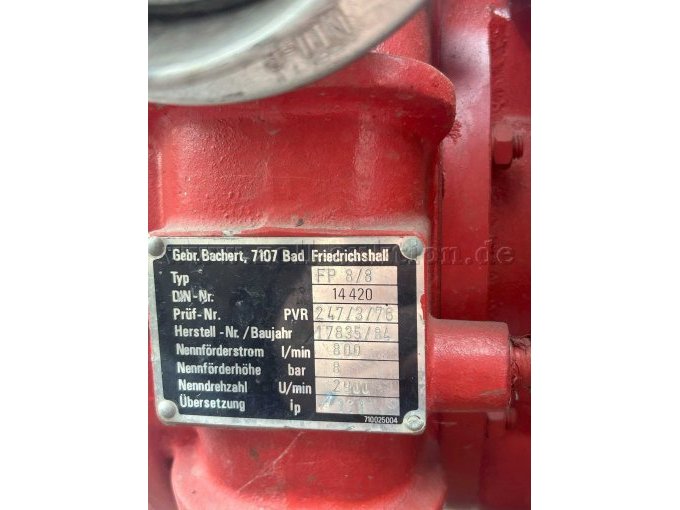 Gebr. Bachert, 7107 Bad Friedrichshall
Typ FP 8/8
DIN-Nr. 14 420
Prüf-Nr. PVR 247/3/78
Herstell-Nr./Baujahr 17835/84
Nennförderstrom l/min 800
Nennförderhöhe bar 8
Nenndrehzahl U/min
Übersetzung ip
710025004